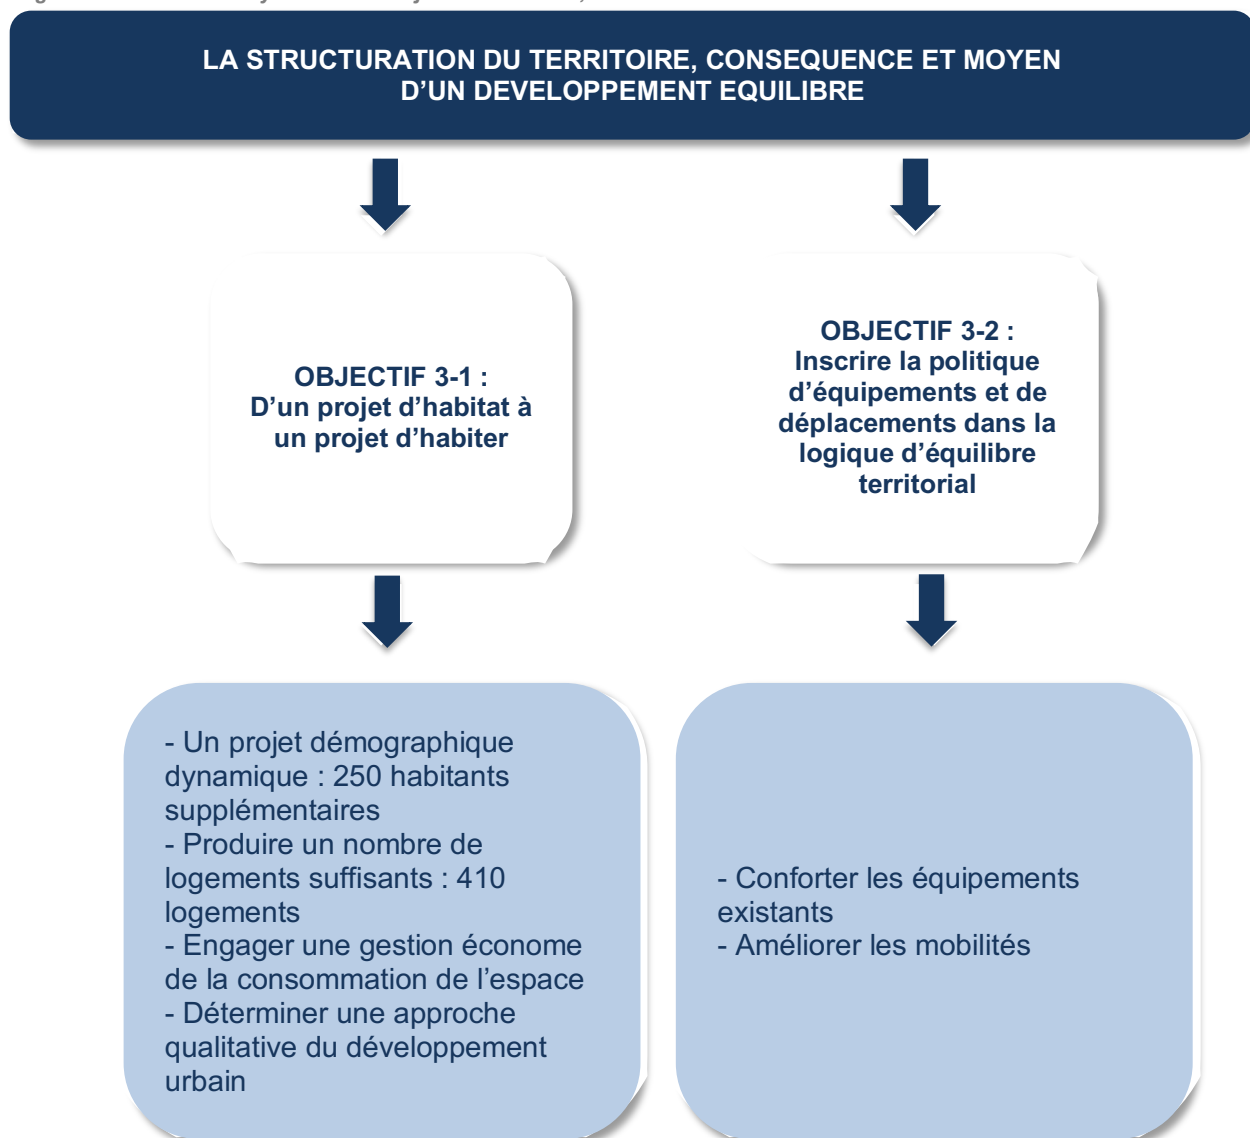 LA STRUCTURATION DU TERRITOIRE, CONSEQUENCE ET MOYEN
D’UN DEVELOPPEMENT EQUILIBRE
OBJECTIF 3-1 :
D’un projet d’habitat à
un projet d’habiter
OBJECTIF 3-2 :
Inscrire la politique
d’équipements et de
déplacements dans la
logique d’équilibre
territorial
- Un projet démographique
dynamique : 250 habitants
supplémentaires
- Produire un nombre de
logements suffisants : 410
logements
- Engager une gestion économe
de la consommation de l’espace
- Déterminer une approche
qualitative du développement
urbain
- Conforter les équipements
existants
- Améliorer les mobilités